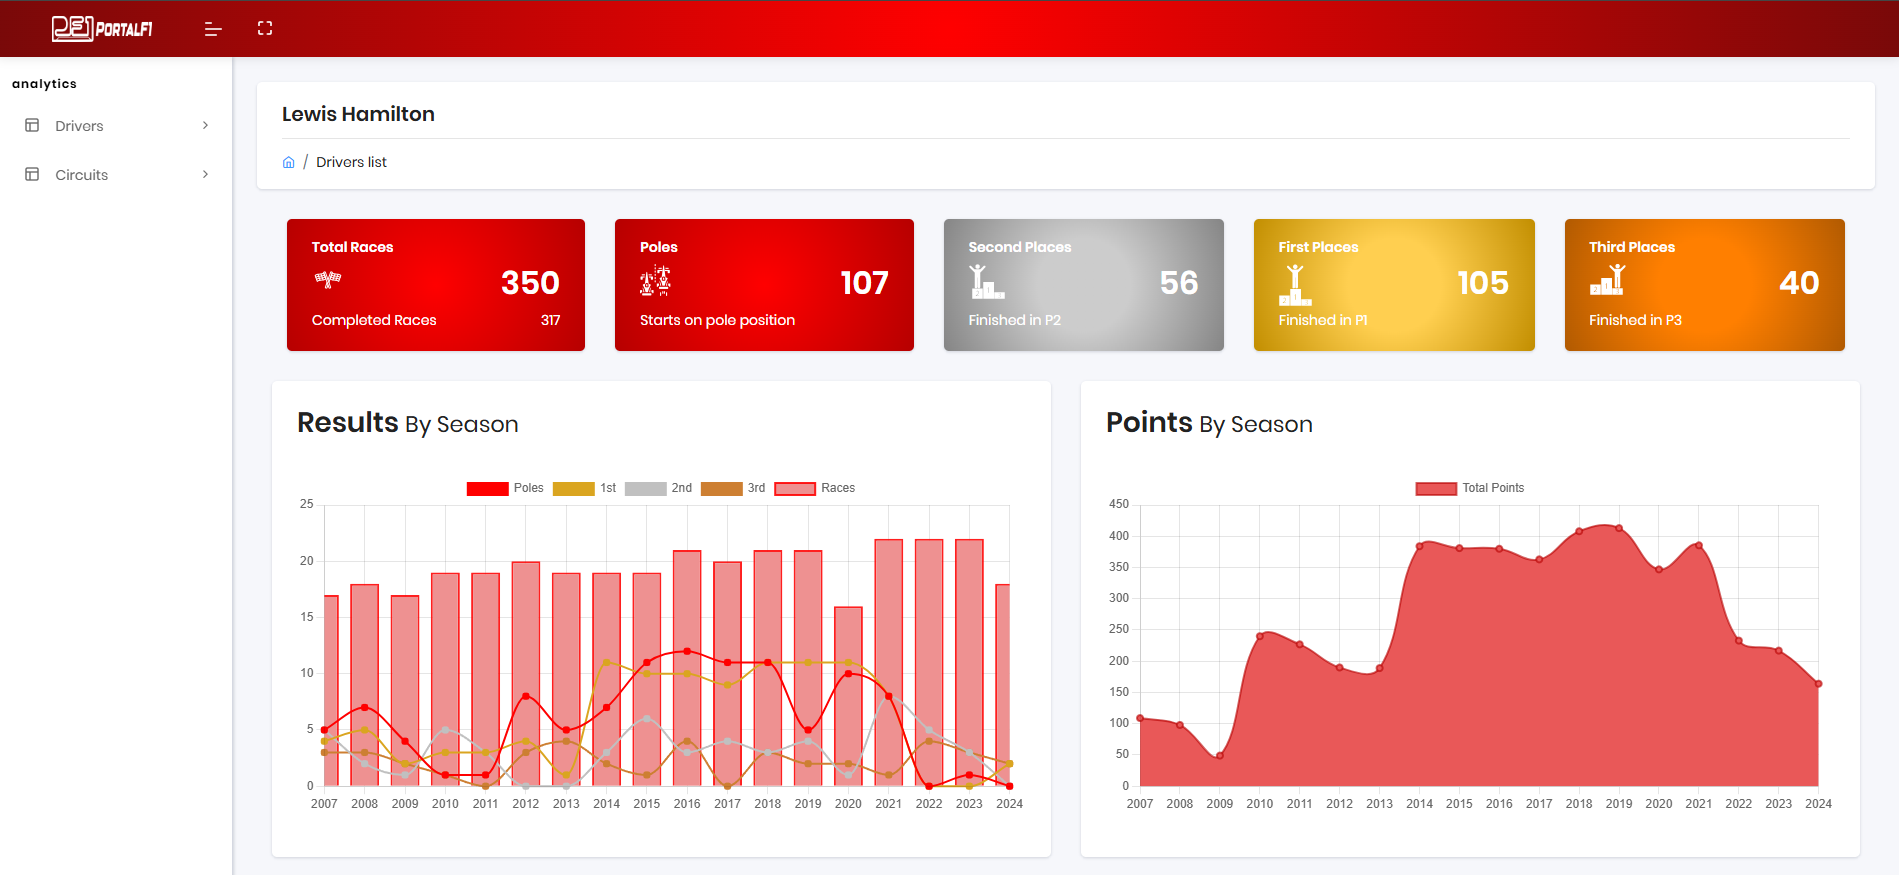 PORTALF1
analytics
Drivers
Circuits
Lewis Hamilton
/ Drivers list
Total Races
350
Completed Races 317
Poles
107
Starts on pole position
Second Places
56
Finished in P2
First Places
105
Finished in P1
Third Places
40
Finished in P3
Results By Season
Poles 1st 2nd 3rd Races
25
20
15
10
5
0
2007 2008 2009 2010 2011 2012 2013 2014 2015 2016 2017 2018 2019 2020 2021 2022 2023 2024
Points By Season
Total Points
450
400
350
300
250
200
150
100
50
0
2007 2008 2009 2010 2011 2012 2013 2014 2015 2016 2017 2018 2019 2020 2021 2022 2023 2024